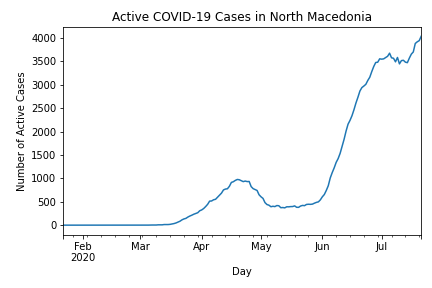 Active COVID-19 Cases in North Macedonia
Number of Active Cases
4000
3500
3000
2500
2000
1500
1000
500
0
Feb Mar Apr May Jun Jul
2020
Day